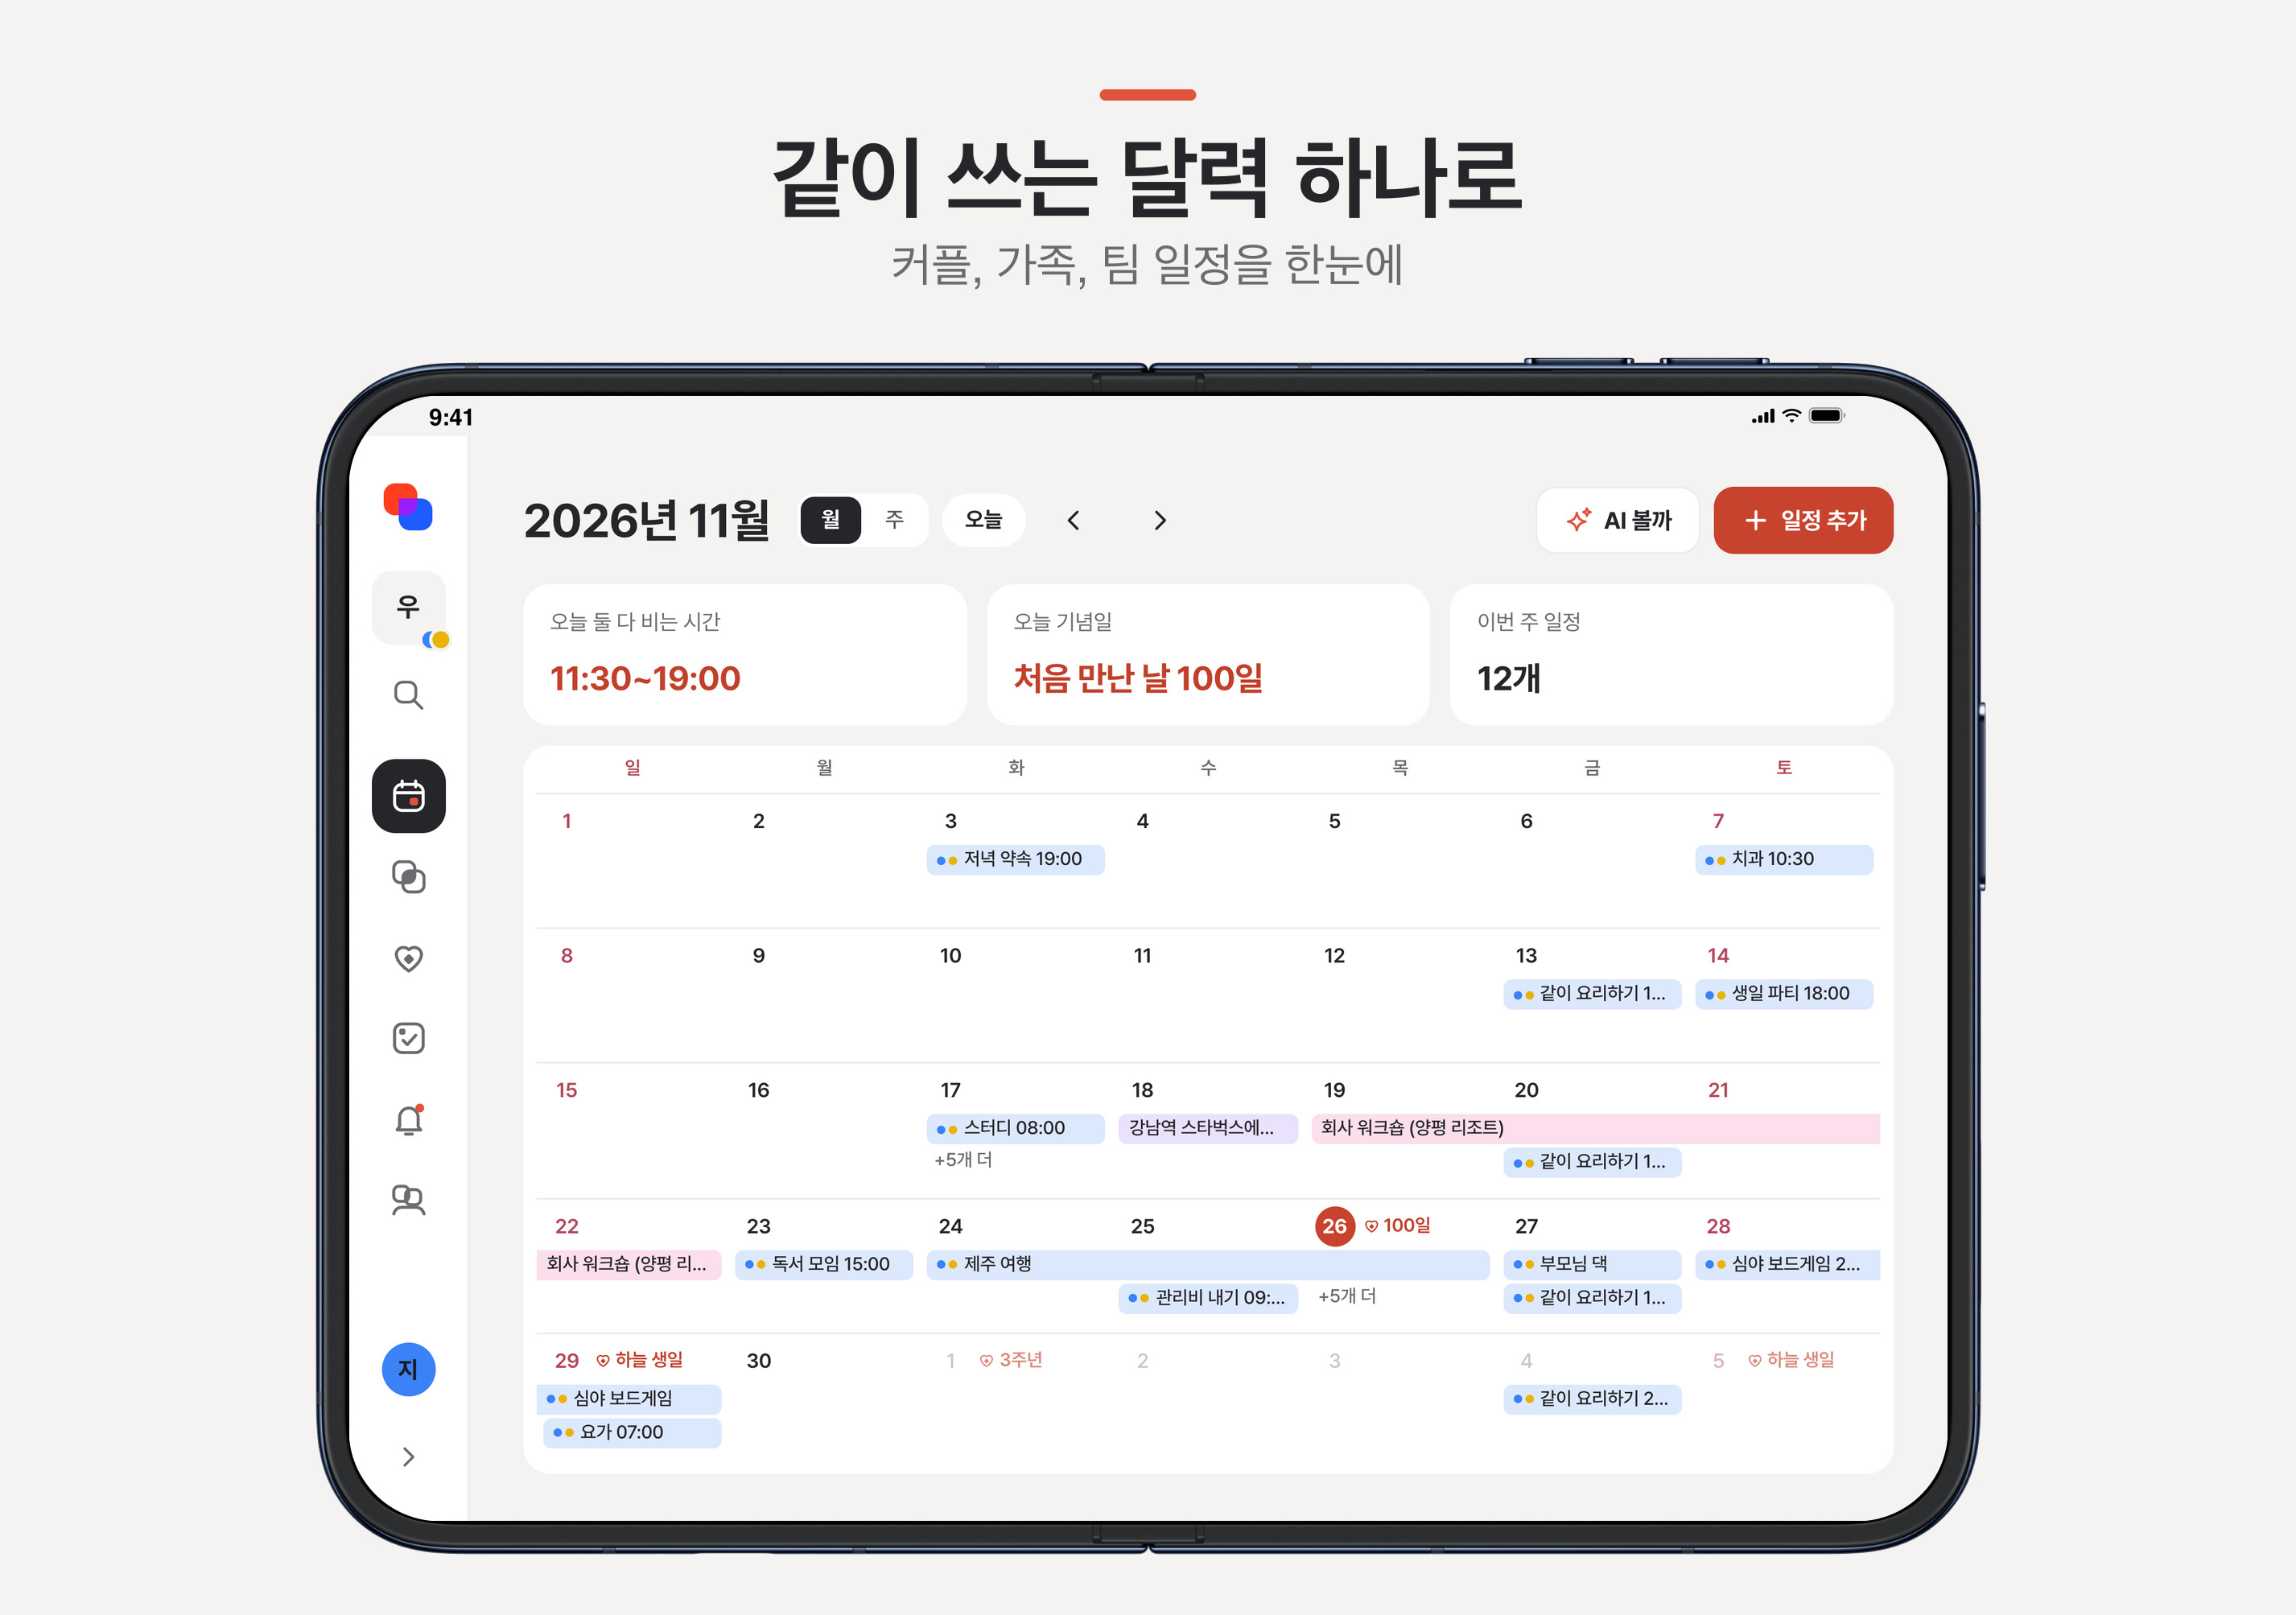 같이 쓰는 달력 하나로
커플, 가족, 팀 일정을 한눈에
9:41
2026년 11월 월 주 오늘 AI 볼까 일정 추가
우
오늘 둘 다 비는 시간
11:30~19:00
오늘 기념일
처음 만난 날 100일
이번 주 일정
12개
일 월 화 수 목 금 토
1 2 3 4 5 6 7
저녁 약속 19:00 치과 10:30
8 9 10 11 12 13 14
같이 요리하기 1... 생일 파티 18:00
15 16 17 18 19 20 21
스터디 08:00 강남역 스타벅스에... 회사 워크숍 (양평 리조트)
+5개 더 같이 요리하기 1...
22 23 24 25 26 100일 27 28
회사 워크숍 (양평 리... 독서 모임 15:00 제주 여행 부모님 댁 심야 보드게임 2...
관리비 내기 09:... +5개 더 같이 요리하기 1...
29 하늘 생일 30 1 3주년 2 3 4 5 하늘 생일
심야 보드게임 같이 요리하기 2...
요가 07:00
지